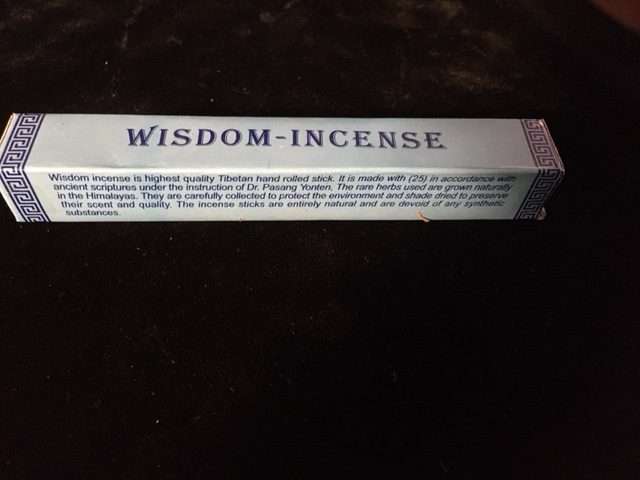 WISDOM-INCENSE
Wisdom incense is highest quality Tibetan hand rolled stick. It is made with (25) in accordance with
ancient scriptures under the instruction of Dr. Pasang Yonten, The rare herbs used are grown naturally
in the Himalayas. They are carefully collected to protect the environment and shade dried to preserve
their scent and quality. The incense sticks are entirely natural and are devoid of any synthetic
substances.